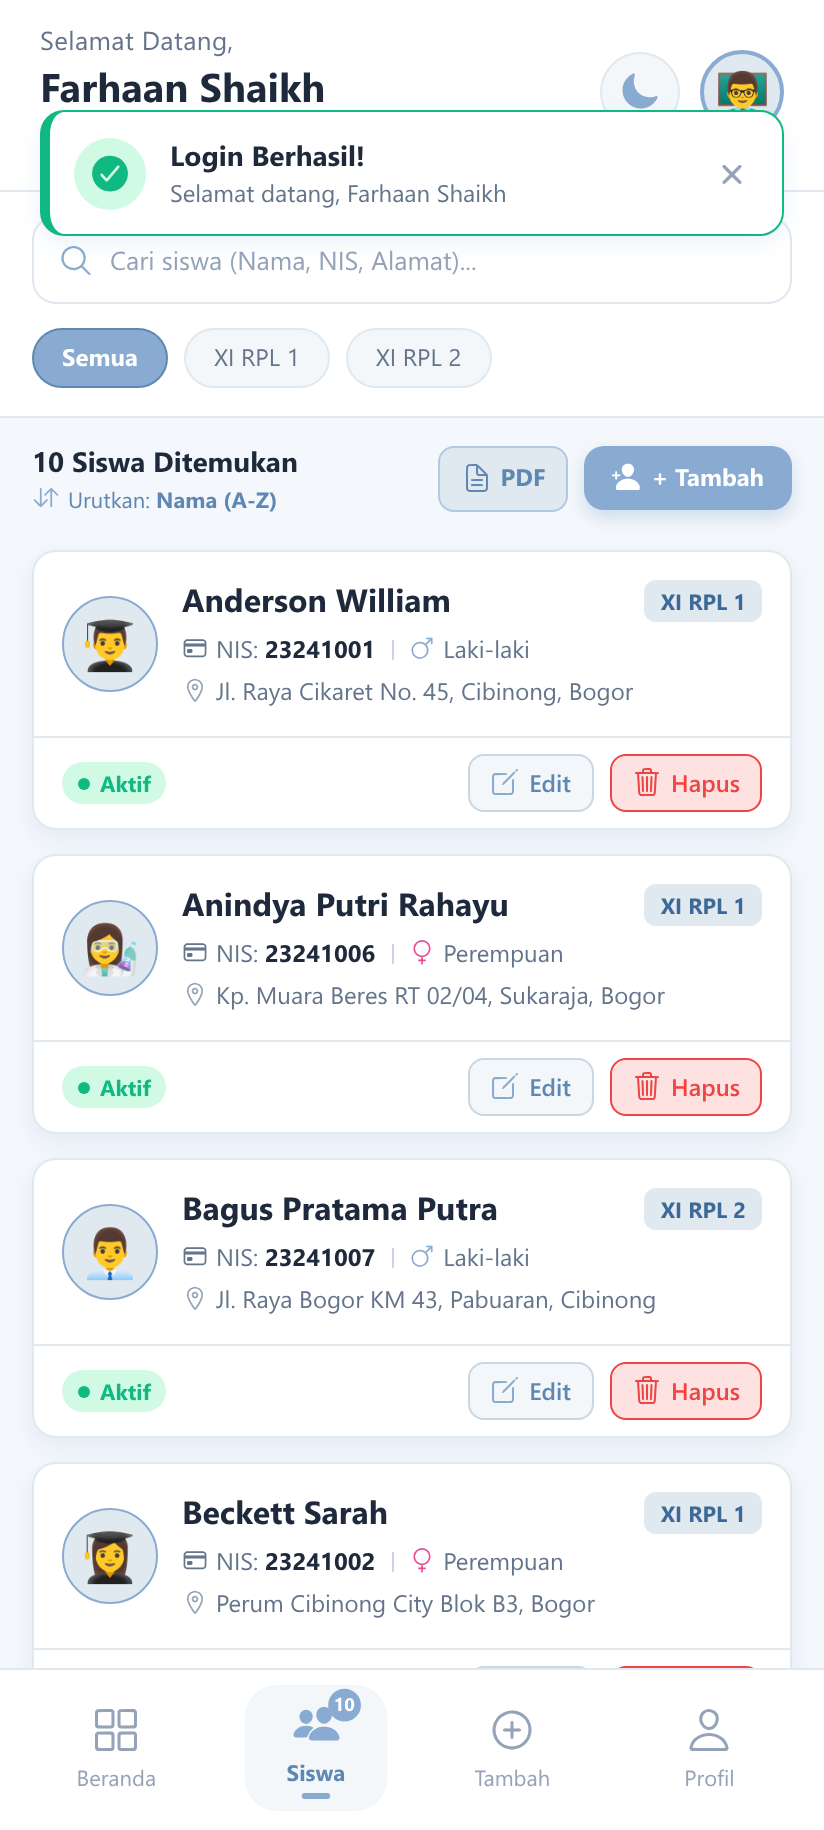 Selamat Datang,
Farhaan Shaikh
Login Berhasil!
Selamat datang, Farhaan Shaikh
Cari siswa (Nama, NIS, Alamat)...
Semua
XI RPL 1
XI RPL 2
10 Siswa Ditemukan
Urutkan: Nama (A-Z)
PDF
+ Tambah
Anderson William
XI RPL 1
NIS: 23241001 | Laki-laki
Jl. Raya Cikaret No. 45, Cibinong, Bogor
Aktif
Edit
Hapus
Anindya Putri Rahayu
XI RPL 1
NIS: 23241006 | Perempuan
Kp. Muara Beres RT 02/04, Sukaraja, Bogor
Aktif
Edit
Hapus
Bagus Pratama Putra
XI RPL 2
NIS: 23241007 | Laki-laki
Jl. Raya Bogor KM 43, Pabuaran, Cibinong
Aktif
Edit
Hapus
Beckett Sarah
XI RPL 1
NIS: 23241002 | Perempuan
Perum Cibinong City Blok B3, Bogor
Beranda
10
Siswa
Tambah
Profil